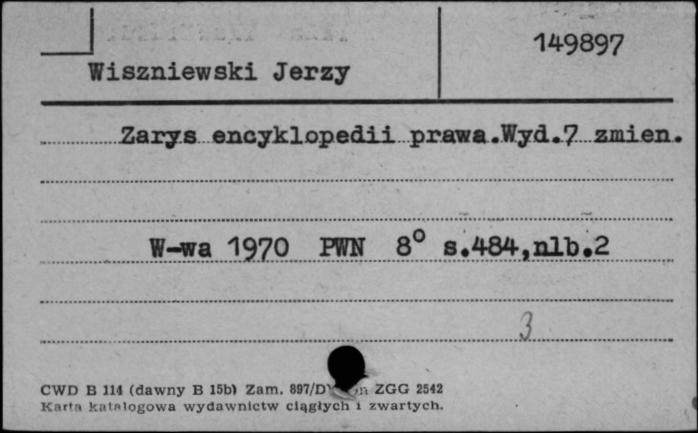 149897
Wiszniewski Jerzy
Zarys encyklopedii prawa.Wyd.7 zmien.
W-wa 1970 PWN 8° s.484,nlb.2
3
CWD B 114 (dawny B 15b) Zam. 897/DY ZGG 2542
Karta katalogowa wydawnictw ciągłych i zwartych.